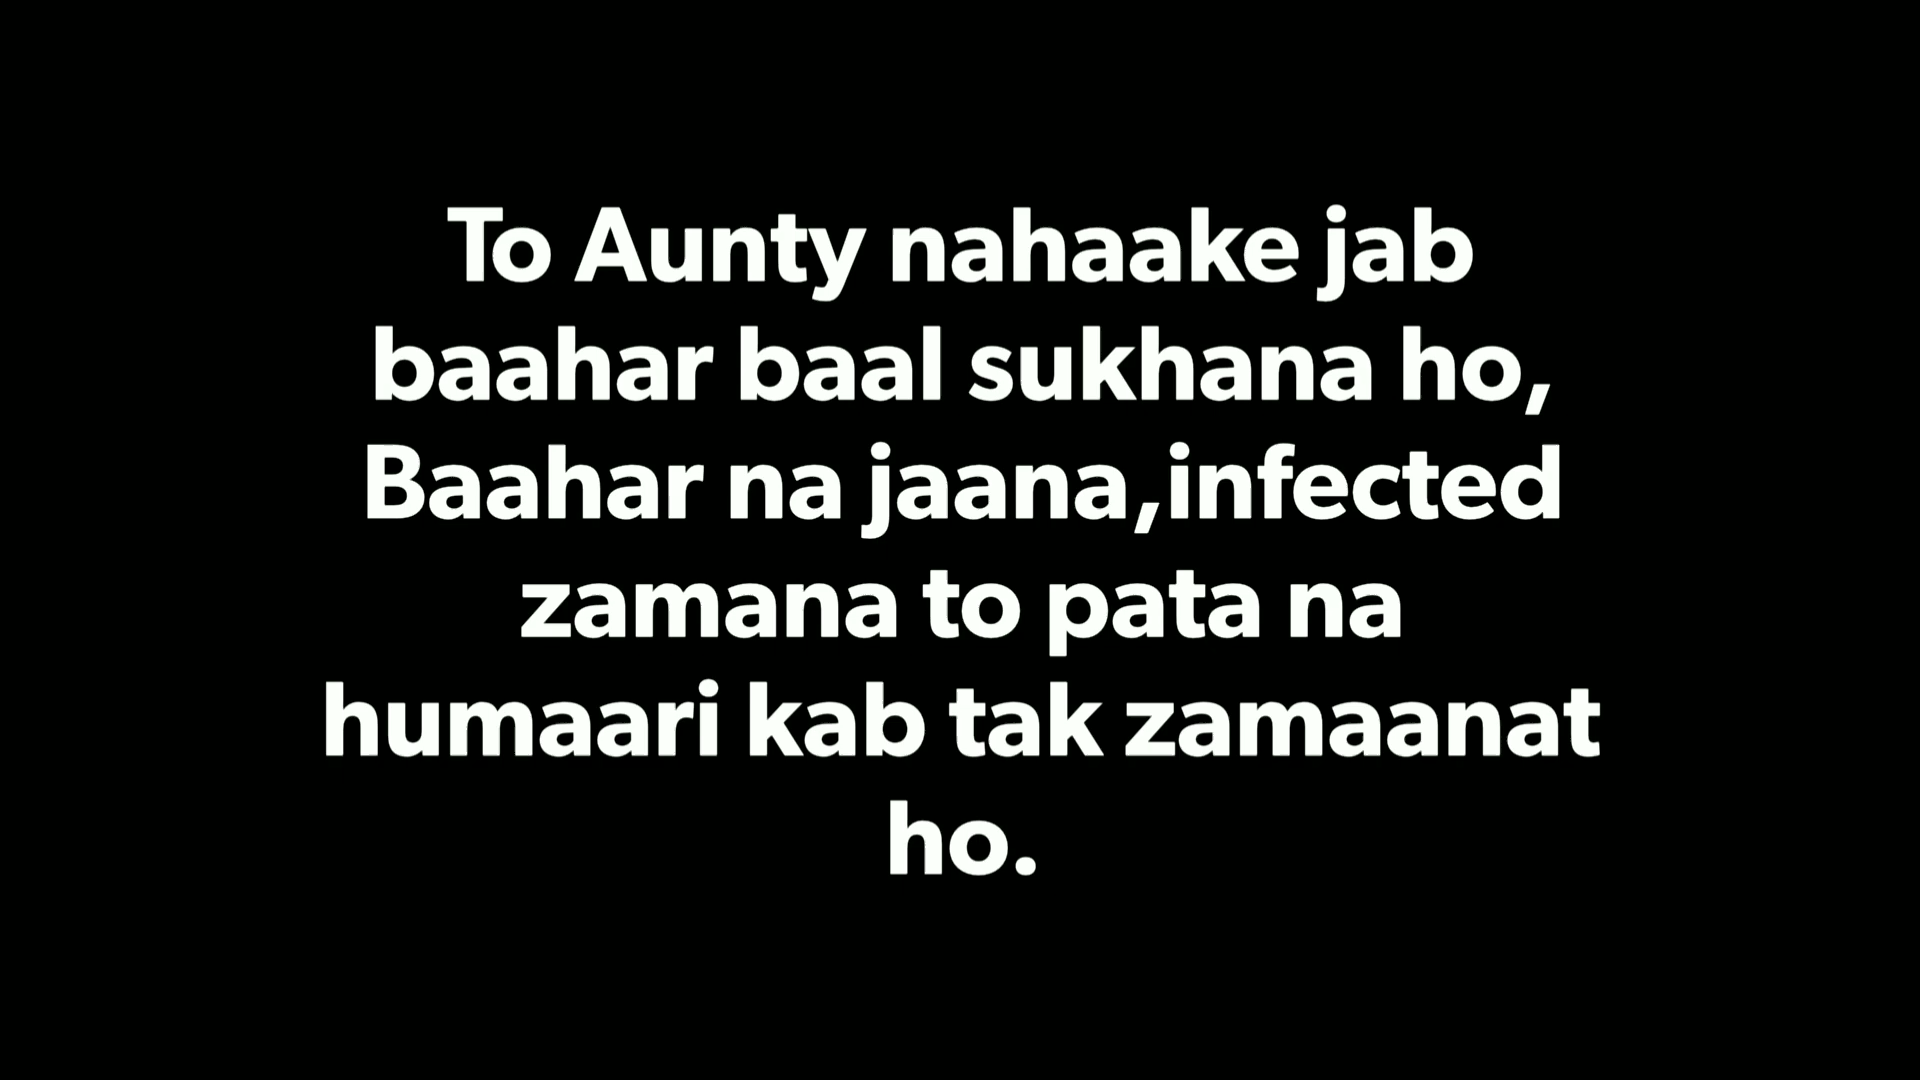 To Aunty nahaake jab
baahar baal sukhana ho,
Baahar na jaana,infected
zamana to pata na
humaari kab tak zamaanat
ho.